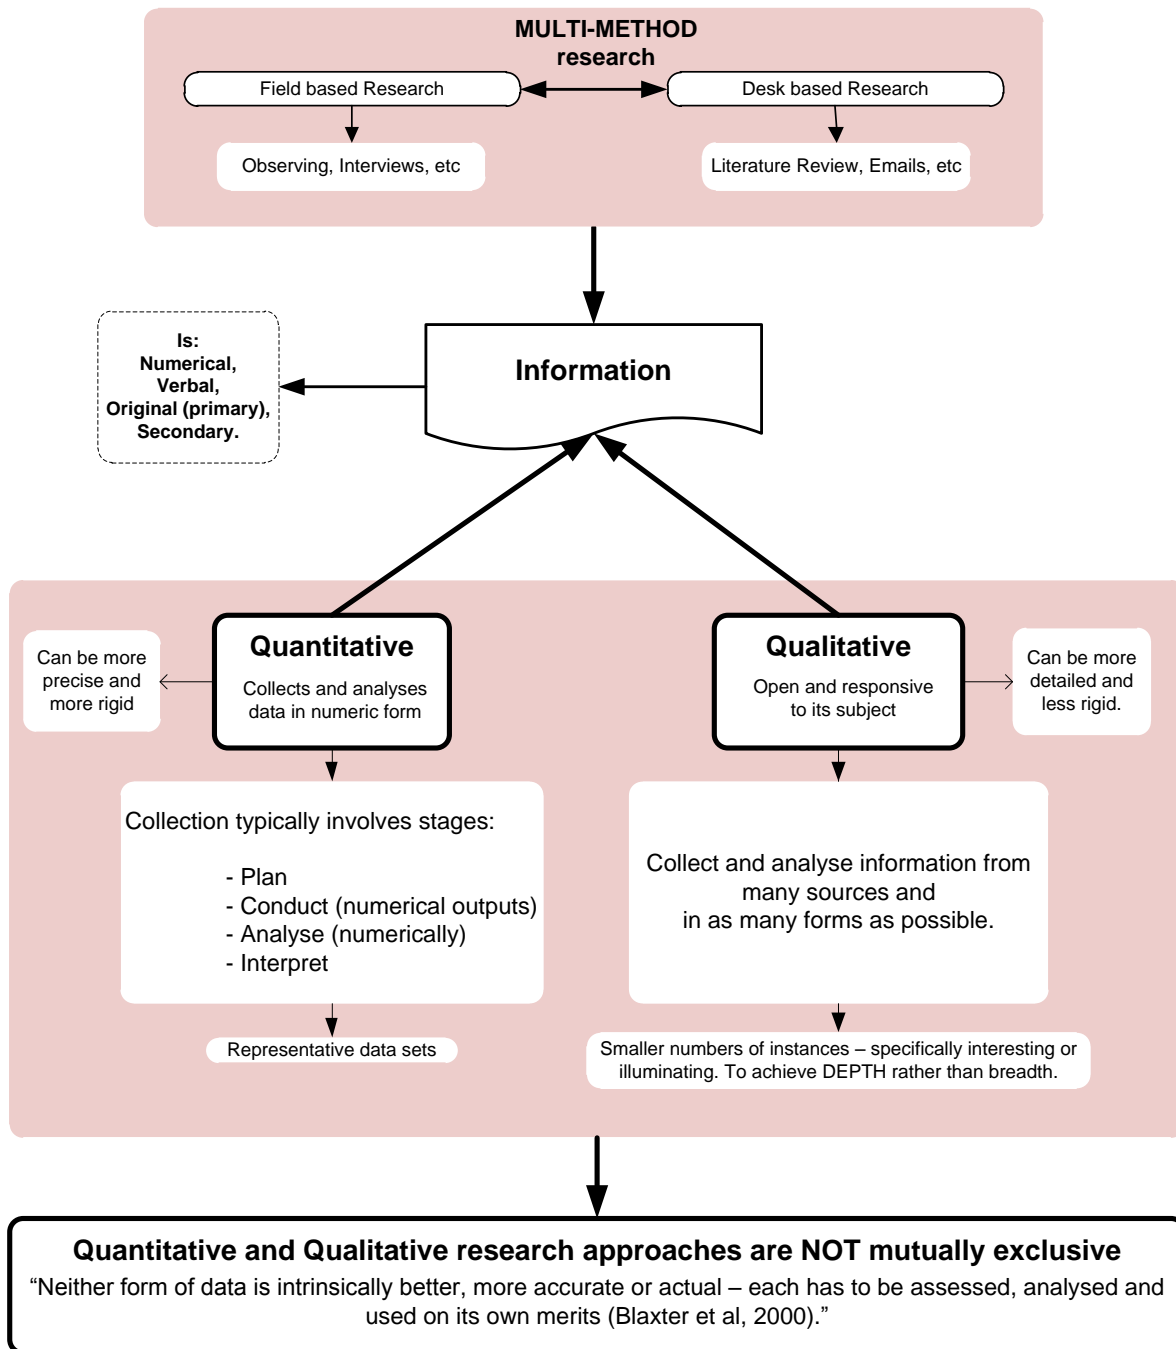 MULTI-METHOD
research
Field based Research
Desk based Research
Observing, Interviews, etc
Literature Review, Emails, etc
Is:
Numerical,
Verbal,
Original (primary),
Secondary.
Information
Quantitative
Collects and analyses
data in numeric form
Can be more
precise and
more rigid
Qualitative
Open and responsive
to its subject
Can be more
detailed and
less rigid.
Collection typically involves stages:
- Plan
- Conduct (numerical outputs)
- Analyse (numerically)
- Interpret
Collect and analyse information from
many sources and
in as many forms as possible.
Representative data sets
Smaller numbers of instances – specifically interesting or
illuminating. To achieve DEPTH rather than breadth.
Quantitative and Qualitative research approaches are NOT mutually exclusive
“Neither form of data is intrinsically better, more accurate or actual – each has to be assessed, analysed and
used on its own merits (Blaxter et al, 2000).”